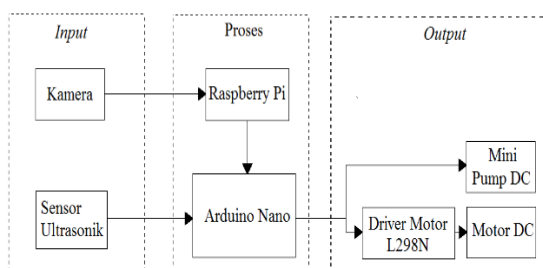 Input
Proses
Output
Kamera
Raspberry Pi
Mini
Pump DC
Sensor
Ultrasonik
Arduino Nano
Driver Motor
L298N
Motor DC